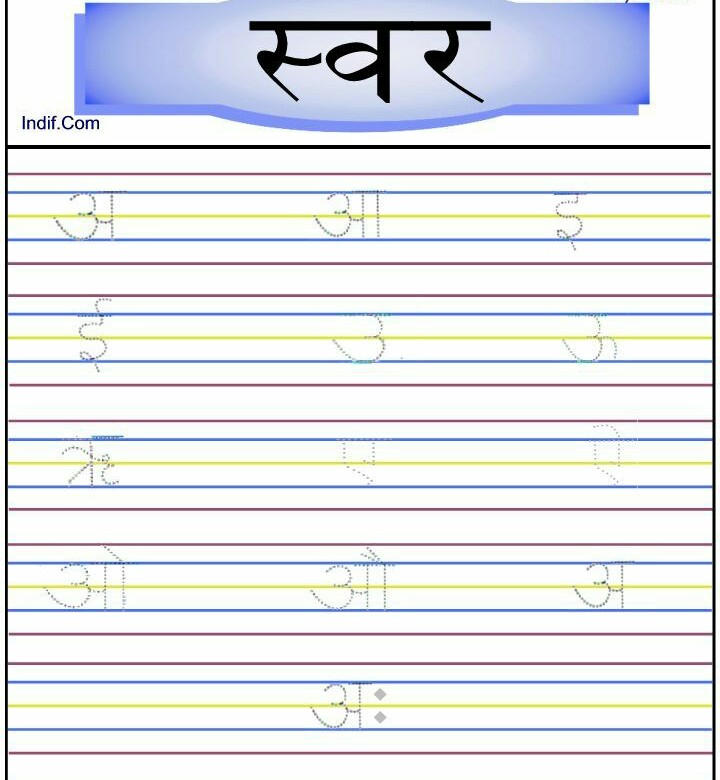 स्वर
Indif.Com
अ आ इ
ई उ ऊ
ऋ ए ऐ
ओ औ अ
अः